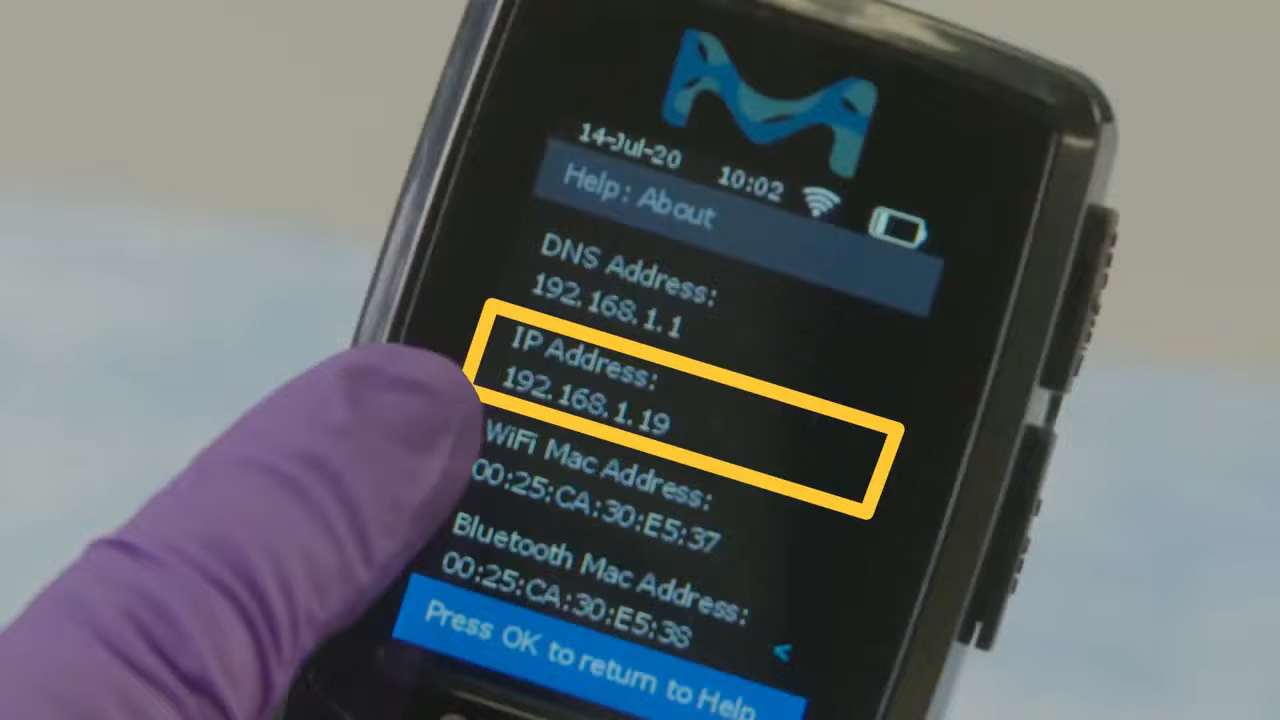 14-Jul-20 10:02
Help: About
DNS Address:
192.168.1.1
IP Address:
192.168.1.19
WiFi Mac Address:
00:25:CA:30:E5:37
Bluetooth Mac Address:
00:25:CA:30:E5:38
<
Press OK to return to Help